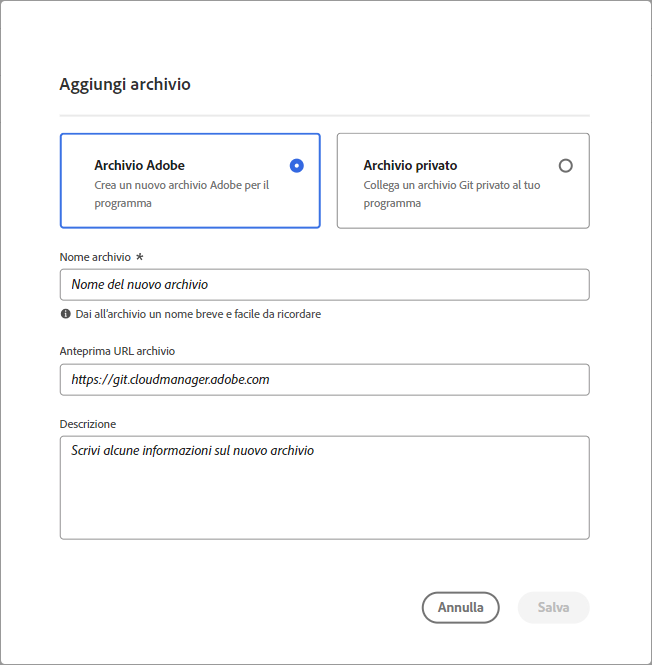 Aggiungi archivio
Archivio Adobe
Crea un nuovo archivio Adobe per il
programma
Archivio privato
Collega un archivio Git privato al tuo
programma
Nome archivio *
Nome del nuovo archivio
Dai all'archivio un nome breve e facile da ricordare
Anteprima URL archivio
https://git.cloudmanager.adobe.com
Descrizione
Scrivi alcune informazioni sul nuovo archivio
Annulla
Salva